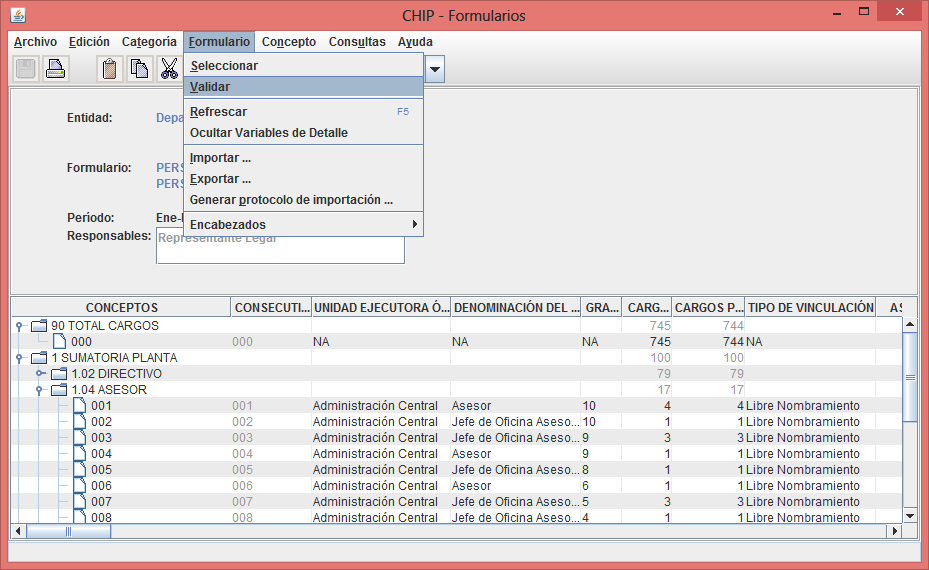 CHIP - Formularios
Archivo Edición Categoría Formulario Concepto Consultas Ayuda
Seleccionar
Validar
Refrescar F5
Ocultar Variables de Detalle
Importar ...
Exportar ...
Generar protocolo de importación ...
Encabezados
Entidad: Depa
Formulario: PERS
PERS
Período: Ene-
Responsables: Representante Legal
CONCEPTOS CONSECUTI... UNIDAD EJECUTORA Ó... DENOMINACIÓN DEL ... GRA... CARG... CARGOS P... TIPO DE VINCULACIÓN AS
90 TOTAL CARGOS 745 744
000 000 NA NA NA 745 744 NA
1 SUMATORIA PLANTA 100 100
1.02 DIRECTIVO 79 79
1.04 ASESOR 17 17
001 001 Administración Central Asesor 10 4 4 Libre Nombramiento
002 002 Administración Central Jefe de Oficina Aseso... 10 1 1 Libre Nombramiento
003 003 Administración Central Jefe de Oficina Aseso... 9 3 3 Libre Nombramiento
004 004 Administración Central Asesor 9 1 1 Libre Nombramiento
005 005 Administración Central Jefe de Oficina Aseso... 8 1 1 Libre Nombramiento
006 006 Administración Central Asesor 6 1 1 Libre Nombramiento
007 007 Administración Central Jefe de Oficina Aseso... 5 3 3 Libre Nombramiento
008 008 Administración Central Jefe de Oficina Aseso... 4 1 1 Libre Nombramiento